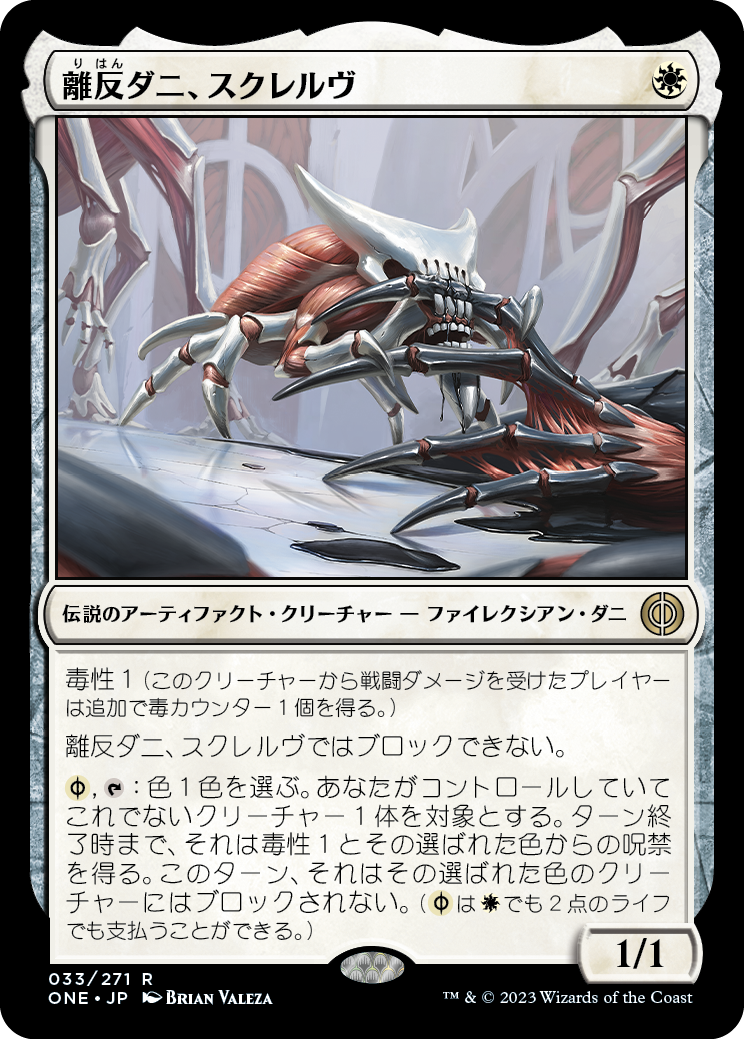 りはん
離反ダニ、スクレルヴ
伝説のアーティファクト・クリーチャー — ファイレクシアン・ダニ
毒性１（このクリーチャーから戦闘ダメージを受けたプレイヤー
は追加で毒カウンター１個を得る。）
離反ダニ、スクレルヴではブロックできない。
,　：色１色を選ぶ。あなたがコントロールしていて
これでないクリーチャー１体を対象とする。ターン終
了時まで、それは毒性１とその選ばれた色からの呪禁
を得る。このターン、それはその選ばれた色のクリー
チャーにはブロックされない。（　は　でも２点のライフ
でも支払うことができる。）
1/1
033/271 R
ONE • JP BRIAN VALEZA
™ & © 2023 Wizards of the Coast